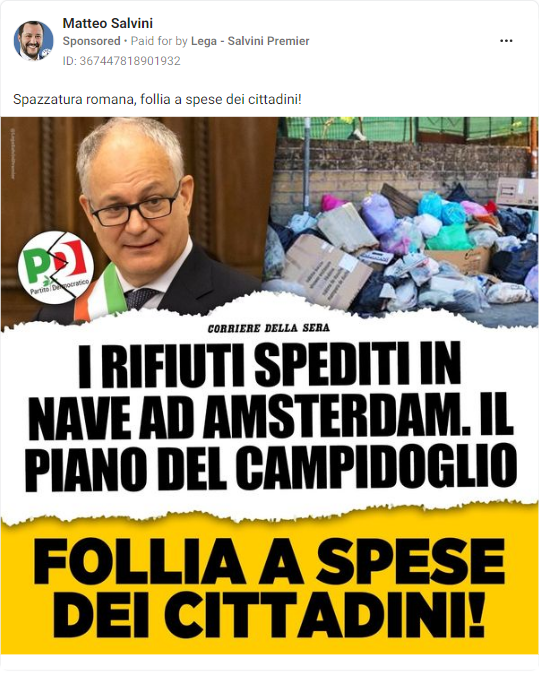 Matteo Salvini
Sponsored • Paid for by Lega - Salvini Premier
ID: 367447818901932
Spazzatura romana, follia a spese dei cittadini!
PD
Partito Democratico
CORRIERE DELLA SERA
I RIFIUTI SPEDITI IN
NAVE AD AMSTERDAM. IL
PIANO DEL CAMPIDOGLIO
FOLLIA A SPESE
DEI CITTADINI!